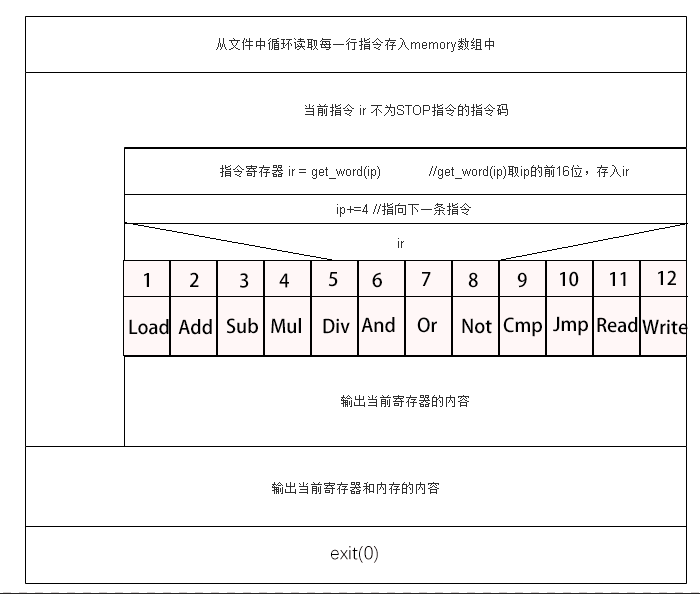 从文件中循环读取每一行指令存入memory数组中
当前指令 ir 不为STOP指令的指令码
指令寄存器 ir = get_word(ip) //get_word(ip)取ip的前16位，存入ir
ip+=4 //指向下一条指令
ir
1 2 3 4 5 6 7 8 9 10 11 12
Load Add Sub Mul Div And Or Not Cmp Jmp Read Write
输出当前寄存器的内容
输出当前寄存器和内存的内容
exit(0)